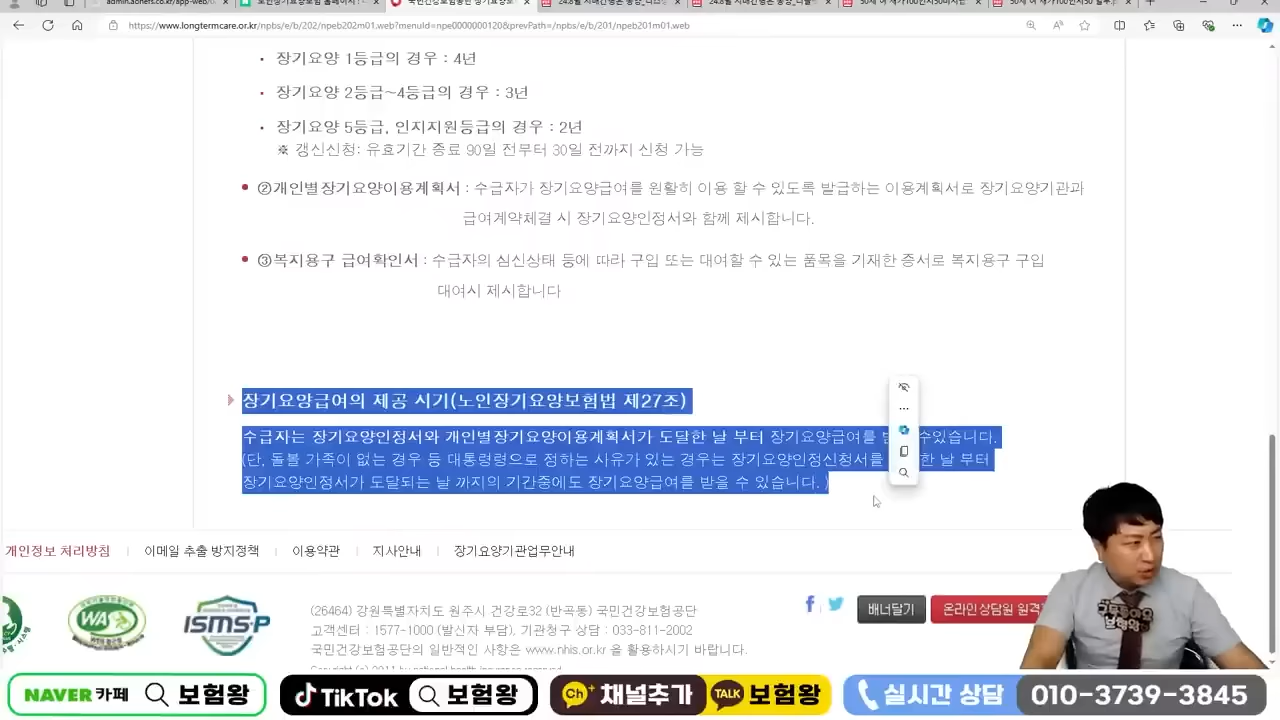 https://www.longtermcare.or.kr/npbs/e/b/202/npeb202m01.web?menuId=npe0000000120&prevPath=/npbs/e/b/201/npeb201m01.web
장기요양 1등급의 경우 : 4년
장기요양 2등급~4등급의 경우 : 3년
장기요양 5등급, 인지지원등급의 경우 : 2년
※ 갱신신청: 유효기간 종료 90일 전부터 30일 전까지 신청 가능
②개인별장기요양이용계획서 : 수급자가 장기요양급여를 원활히 이용 할 수 있도록 발급하는 이용계획서로 장기요양기관과
급여계약체결 시 장기요양인정서와 함께 제시합니다.
③복지용구 급여확인서 : 수급자의 심신상태 등에 따라 구입 또는 대여할 수 있는 품목을 기재한 증서로 복지용구 구입
대여시 제시합니다
장기요양급여의 제공 시기(노인장기요양보험법 제27조)
수급자는 장기요양인정서와 개인별장기요양이용계획서가 도달한 날 부터 장기요양급여를 수있습니다.
(단, 돌볼 가족이 없는 경우 등 대통령령으로 정하는 사유가 있는 경우는 장기요양인정신청서를 한 날 부터
장기요양인정서가 도달되는 날 까지의 기간중에도 장기요양급여를 받을 수 있습니다. )
개인정보 처리방침 이메일 추출 방지정책 이용약관 지사안내 장기요양기관업무안내
WA
ISMS-P
(26464) 강원특별자치도 원주시 건강로32 (반곡동) 국민건강보험공단
고객센터 : 1577-1000 (발신자 부담), 기관청구 상담 : 033-811-2002
국민건강보험공단의 일반적인 사항은 www.nhis.or.kr 을 활용하시기 바랍니다.
배너달기
온라인상담원 원격
NAVER 카페 보험왕
TikTok 보험왕
Ch+ 채널추가 TALK 보험왕
실시간 상담 010-3739-3845